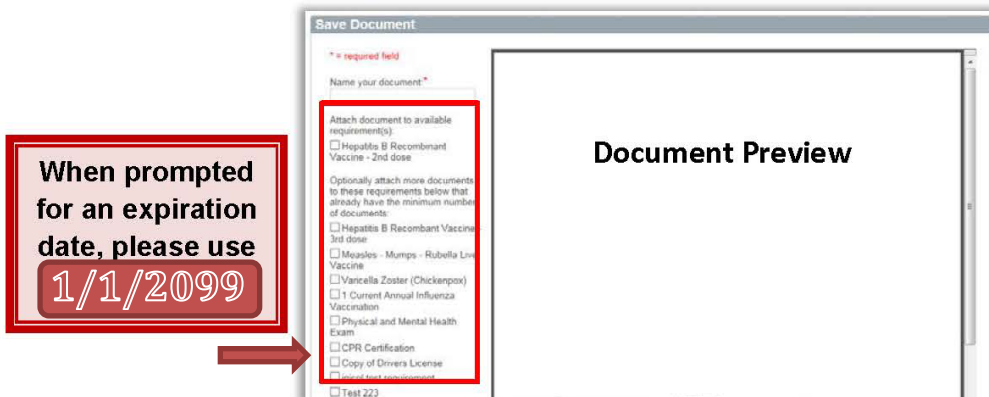 Save Document
* = required field
Name your document:*
Attach document to available
requirement(s):
Hepatitis B Recombinant
Vaccine - 2nd dose
Optionally attach more documents
to these requirements below that
already have the minimum number
of documents:
Hepatitis B Recombant Vaccine -
3rd dose
Measles - Mumps - Rubella Live
Vaccine
Varicella Zoster (Chickenpox)
1 Current Annual Influenza
Vaccination
Physical and Mental Health
Exam
CPR Certification
Copy of Drivers License
test requirement
Test 223
When prompted
for an expiration
date, please use
1/1/2099
Document Preview